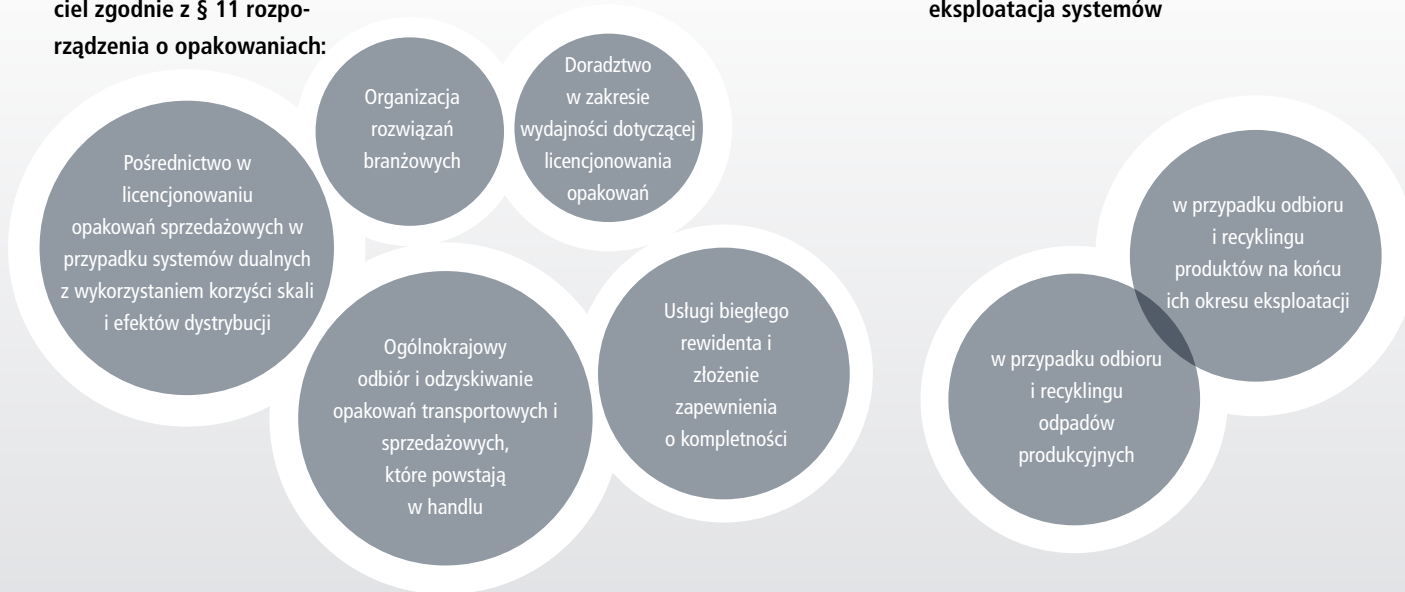 ciel zgodnie z § 11 rozpo-
rządzenia o opakowaniach:
Pośrednictwo w
licencjonowaniu
opakowań sprzedażowych w
przypadku systemów dualnych
z wykorzystaniem korzyści skali
i efektów dystrybucji
Organizacja
rozwiązań
branżowych
Doradztwo
w zakresie
wydajności dotyczącej
licencjonowania
opakowań
Ogólnokrajowy
odbiór i odzyskiwanie
opakowań transportowych i
sprzedażowych,
które powstają
w handlu
Usługi biegłego
rewidenta i
złożenie
zapewnienia
o kompletności
eksploatacja systemów
w przypadku odbioru
i recyklingu
produktów na końcu
ich okresu eksploatacji
w przypadku odbioru
i recyklingu
odpadów
produkcyjnych